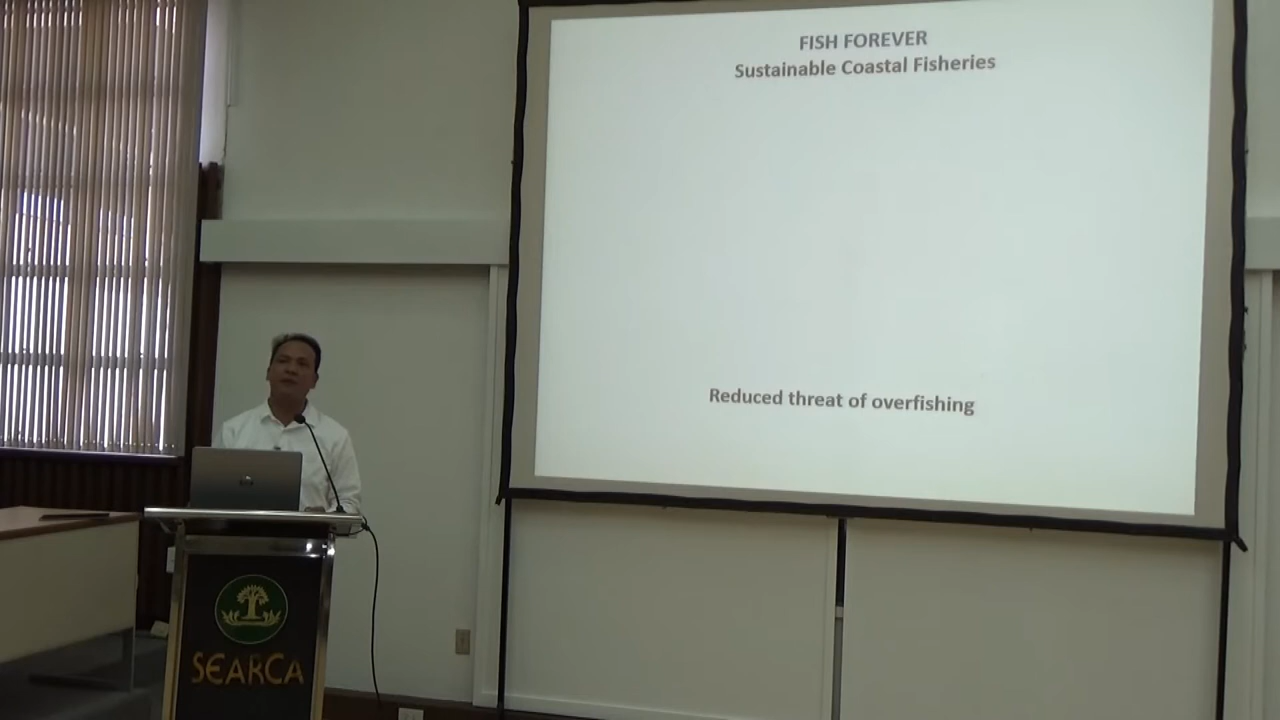 FISH FOREVER
Sustainable Coastal Fisheries
Reduced threat of overfishing
SEARCA